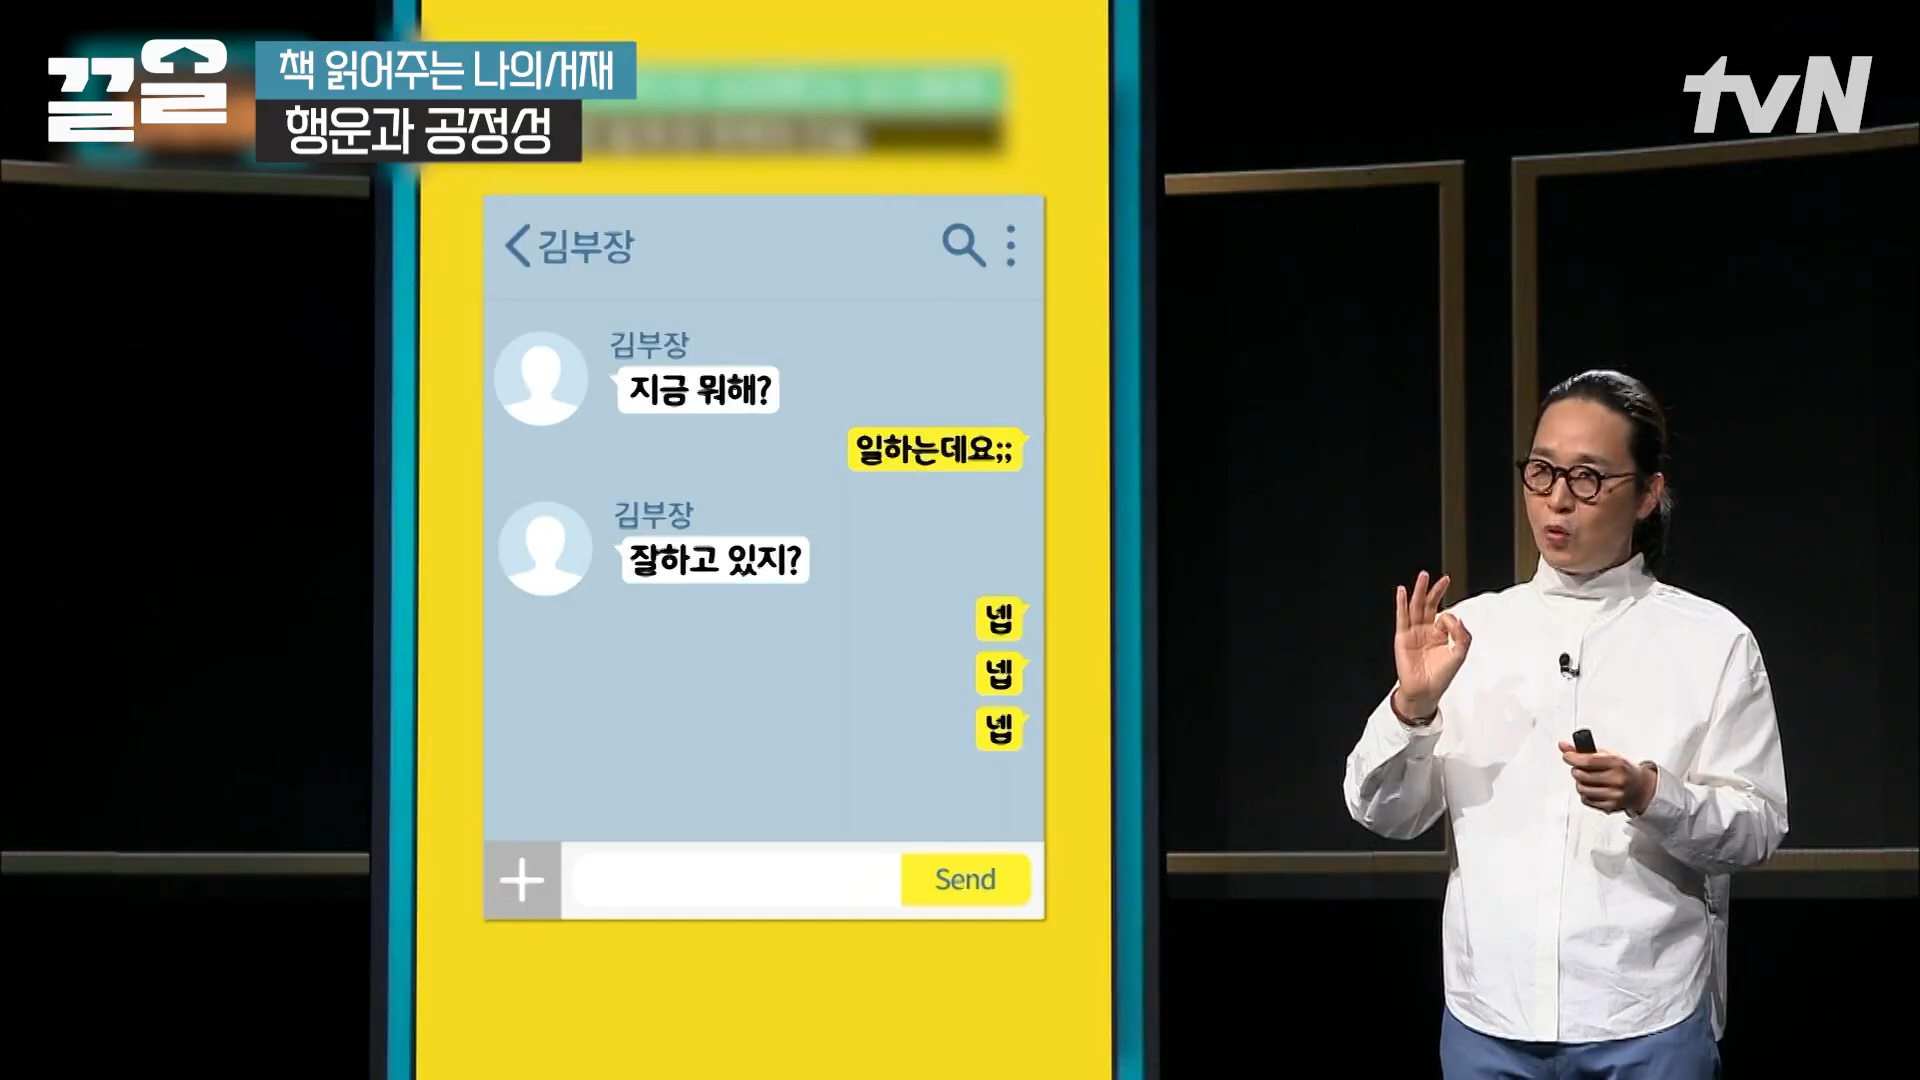 끌올
책 읽어주는 나의서재
행운과 공정성
tvN
김부장
김부장
지금 뭐해?
일하는데요;;
김부장
잘하고 있지?
넵
넵
넵
Send